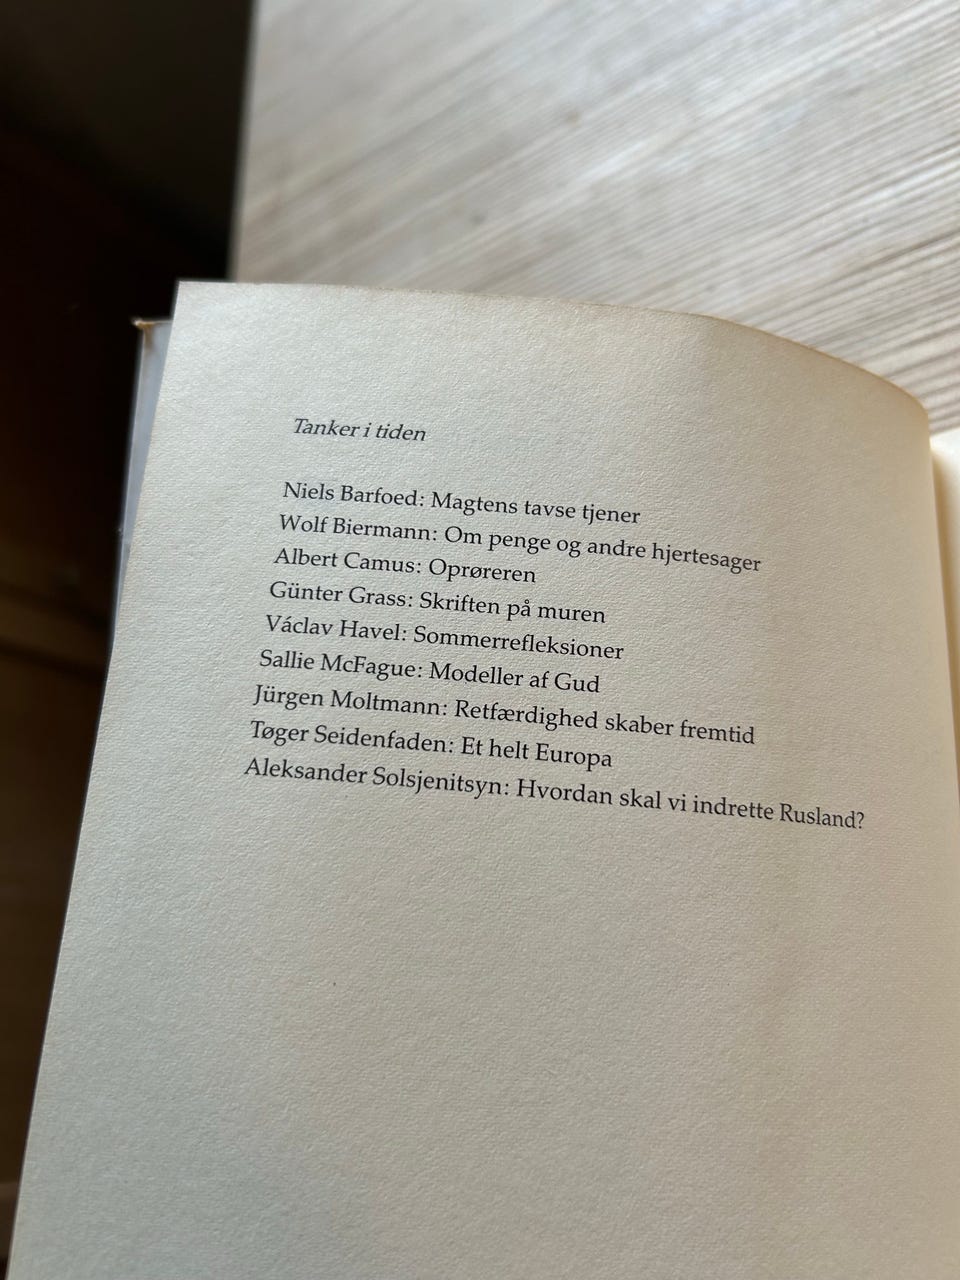 Tanker i tiden
Niels Barfoed: Magtens tavse tjener
Wolf Biermann: Om penge og andre hjertesager
Albert Camus: Oprøreren
Günter Grass: Skriften på muren
Václav Havel: Sommerrefleksioner
Sallie McFague: Modeller af Gud
Jürgen Moltmann: Retfærdighed skaber fremtid
Tøger Seidenfaden: Et helt Europa
Aleksander Solsjenitsyn: Hvordan skal vi indrette Rusland?